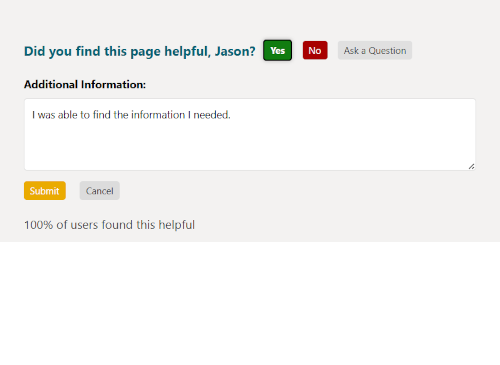 Did you find this page helpful, Jason? Yes No Ask a Question
Additional Information:
I was able to find the information I needed.
Submit Cancel
100% of users found this helpful